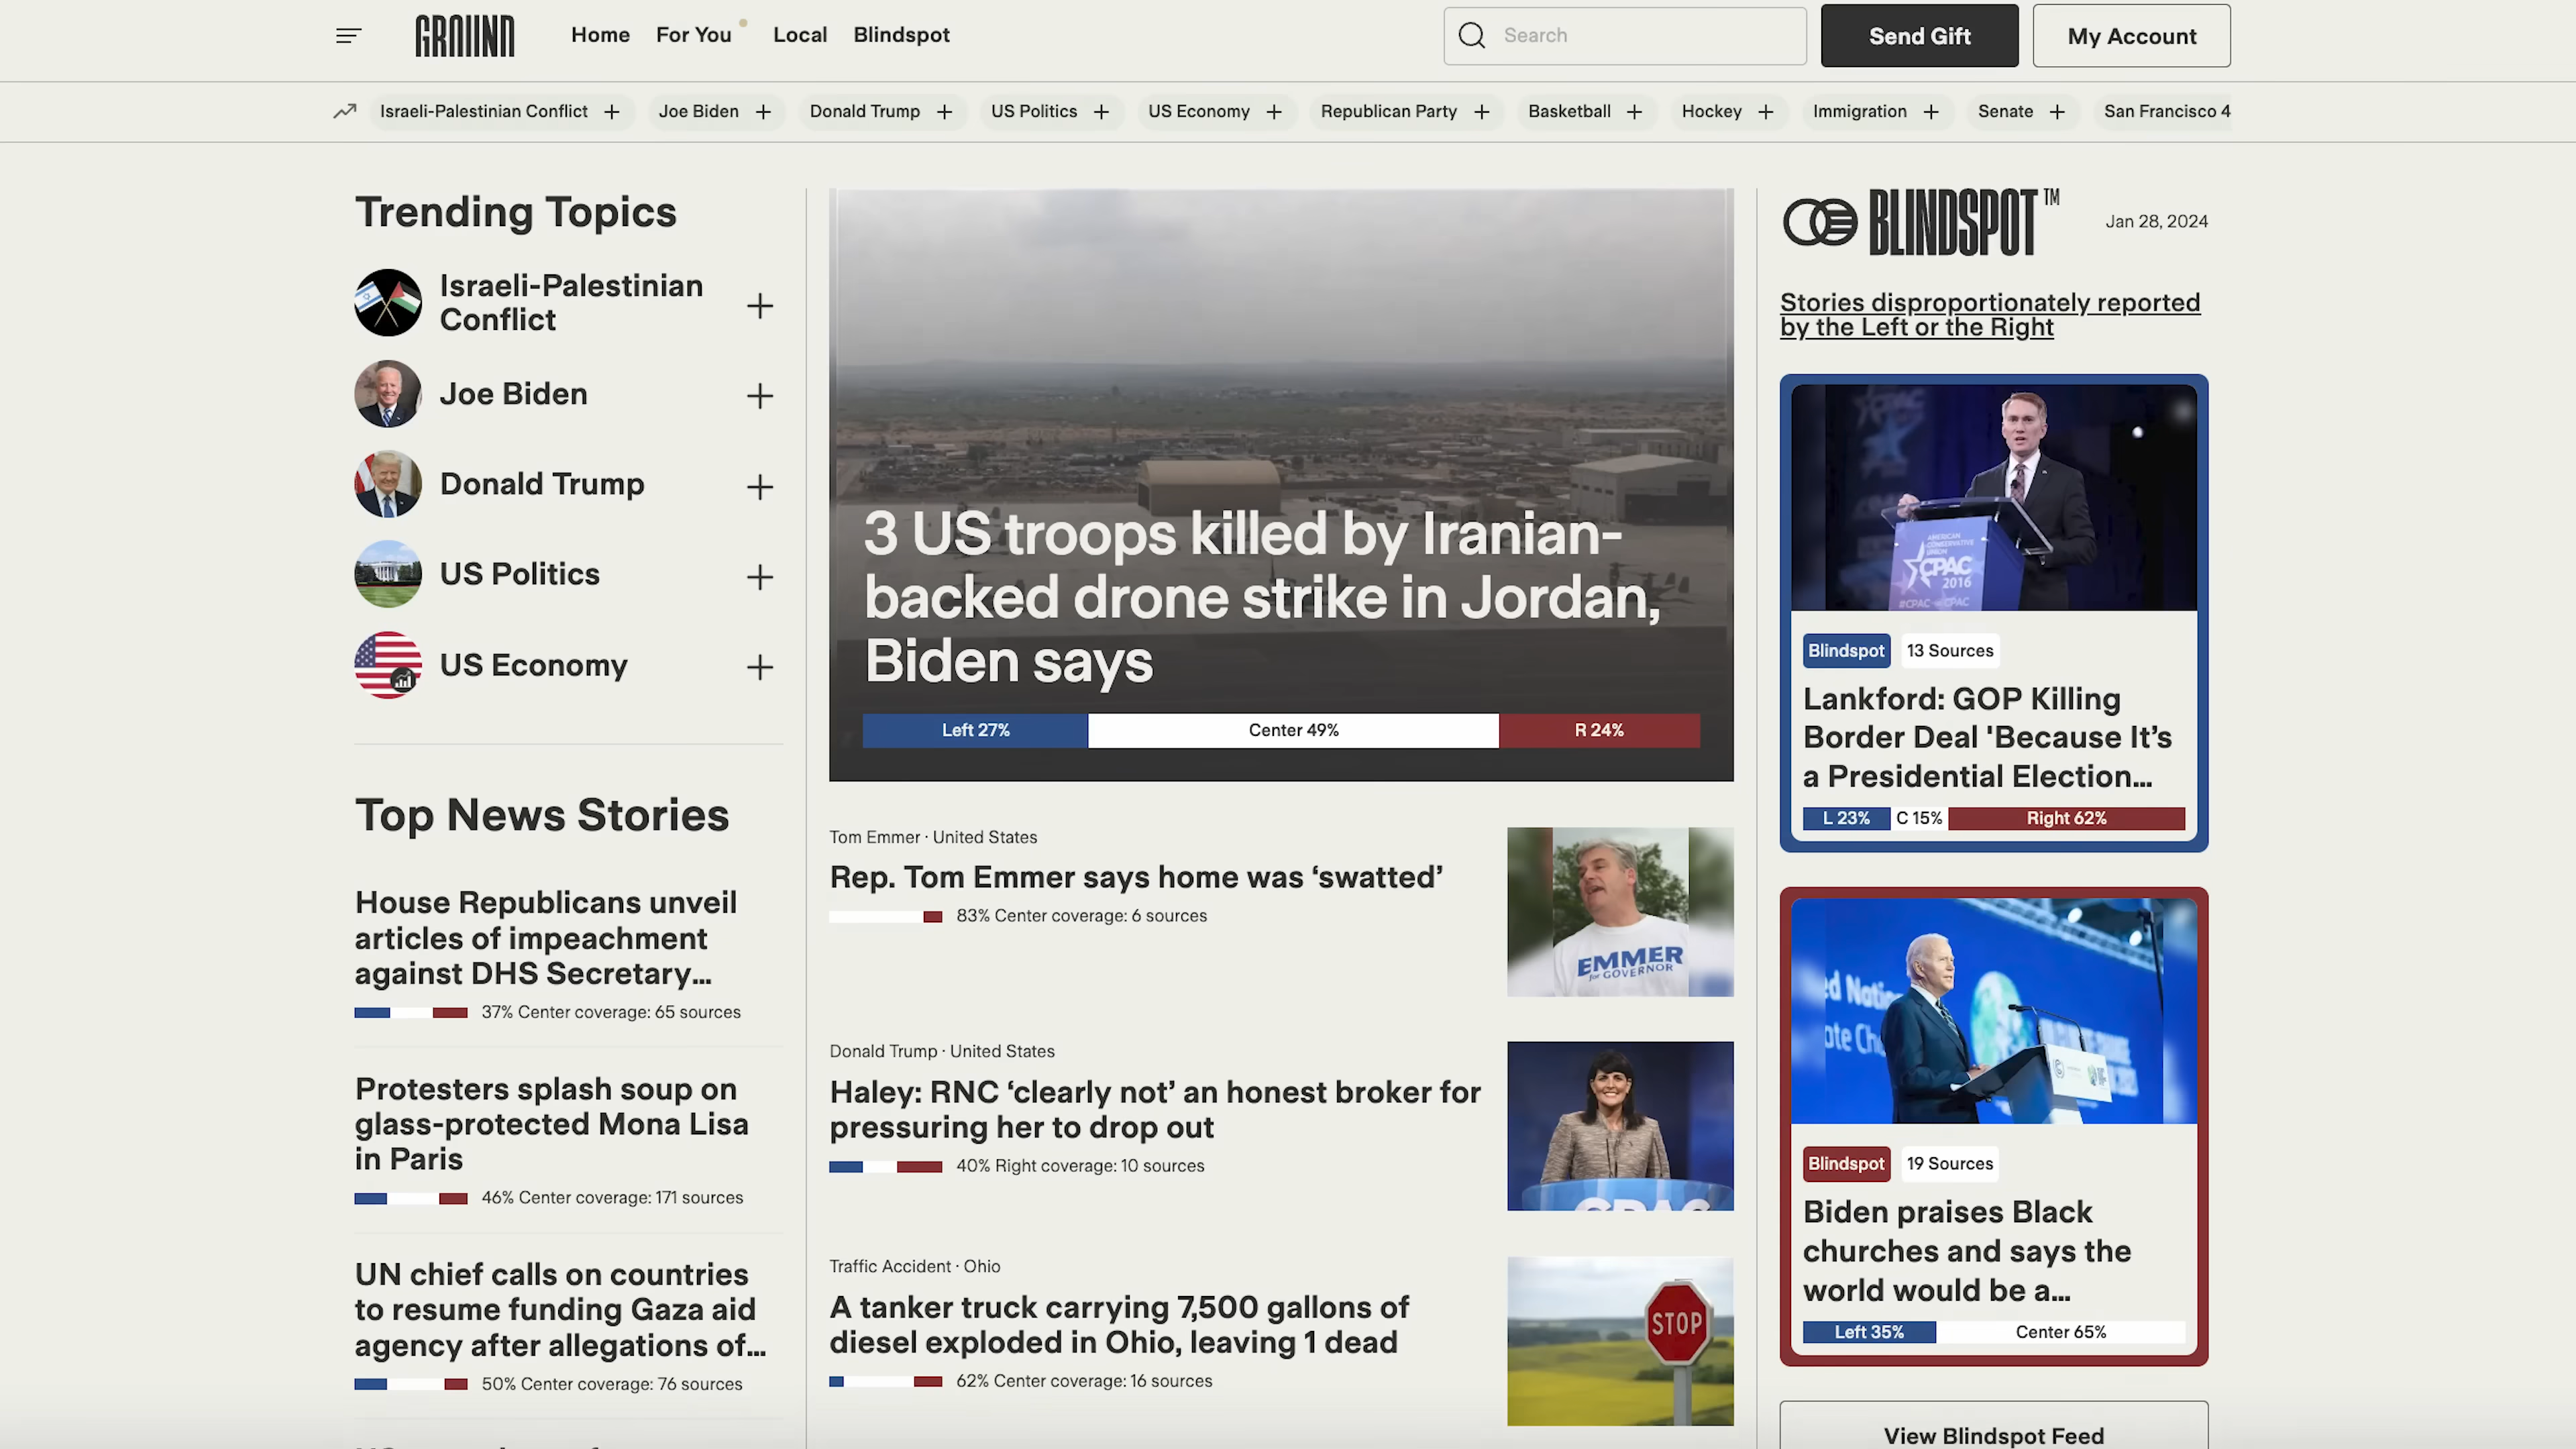 GROUND
Home
For You
Local
Blindspot
Search
Send Gift
My Account
Israeli-Palestinian Conflict +
Joe Biden +
Donald Trump +
US Politics +
US Economy +
Republican Party +
Basketball +
Hockey +
Immigration +
Senate +
San Francisco 4
Trending Topics
Israeli-Palestinian
Conflict
Joe Biden
Donald Trump
US Politics
US Economy
Top News Stories
House Republicans unveil
articles of impeachment
against DHS Secretary...
37% Center coverage: 65 sources
Protesters splash soup on
glass-protected Mona Lisa
in Paris
46% Center coverage: 171 sources
UN chief calls on countries
to resume funding Gaza aid
agency after allegations of...
50% Center coverage: 76 sources
3 US troops killed by Iranian-
backed drone strike in Jordan,
Biden says
Left 27%
Center 49%
R 24%
Tom Emmer · United States
Rep. Tom Emmer says home was ‘swatted’
83% Center coverage: 6 sources
EMMER
for GOVERNOR
Donald Trump · United States
Haley: RNC ‘clearly not’ an honest broker for
pressuring her to drop out
40% Right coverage: 10 sources
CPAC
Traffic Accident · Ohio
A tanker truck carrying 7,500 gallons of
diesel exploded in Ohio, leaving 1 dead
62% Center coverage: 16 sources
STOP
BLINDSPOT™
Jan 28, 2024
Stories disproportionately reported
by the Left or the Right
AMERICAN
CONSERVATIVE
UNION
CPAC
2016
#CPAC
Blindspot
13 Sources
Lankford: GOP Killing
Border Deal 'Because It’s
a Presidential Election...
L 23%
C 15%
Right 62%
Blindspot
19 Sources
Biden praises Black
churches and says the
world would be a...
Left 35%
Center 65%
View Blindspot Feed